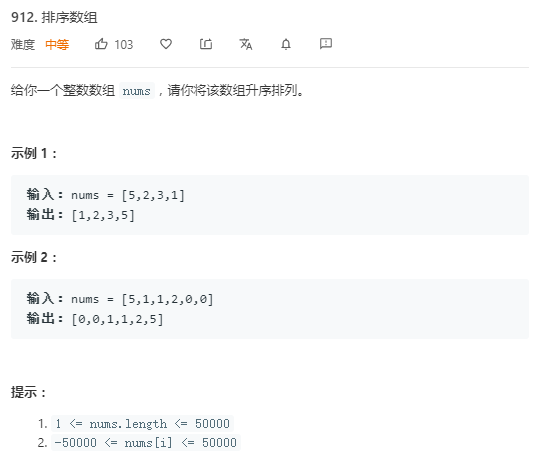 912. 排序数组
难度 中等 103
给你一个整数数组 nums，请你将该数组升序排列。
示例 1：
输入：nums = [5,2,3,1]
输出：[1,2,3,5]
示例 2：
输入：nums = [5,1,1,2,0,0]
输出：[0,0,1,1,2,5]
提示：
1. 1 <= nums.length <= 50000
2. -50000 <= nums[i] <= 50000